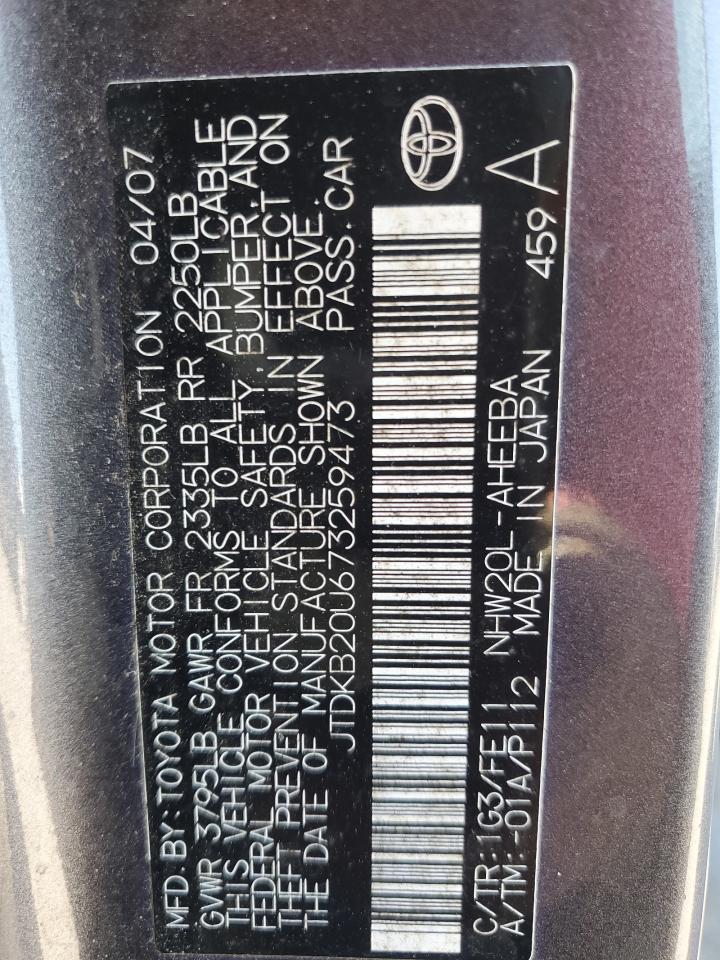 MFD.BY:TOYOTA MOTOR CORPORATION 04/07
GVWR 3795LB GAWR FR 2335LB RR 2250LB
THIS VEHICLE CONFORMS TO ALL APPLICABLE
FEDERAL MOTOR VEHICLE SAFETY, BUMPER, AND
THEFT PREVENTION STANDARDS IN EFFECT ON
THE DATE OF MANUFACTURE SHOWN ABOVE.
JTDKB20U673259473 PASS.CAR
C/TR:1G3/FE11 NHW20L-AHEEBA 459
A/TM:-01A/P112 MADE IN JAPAN A